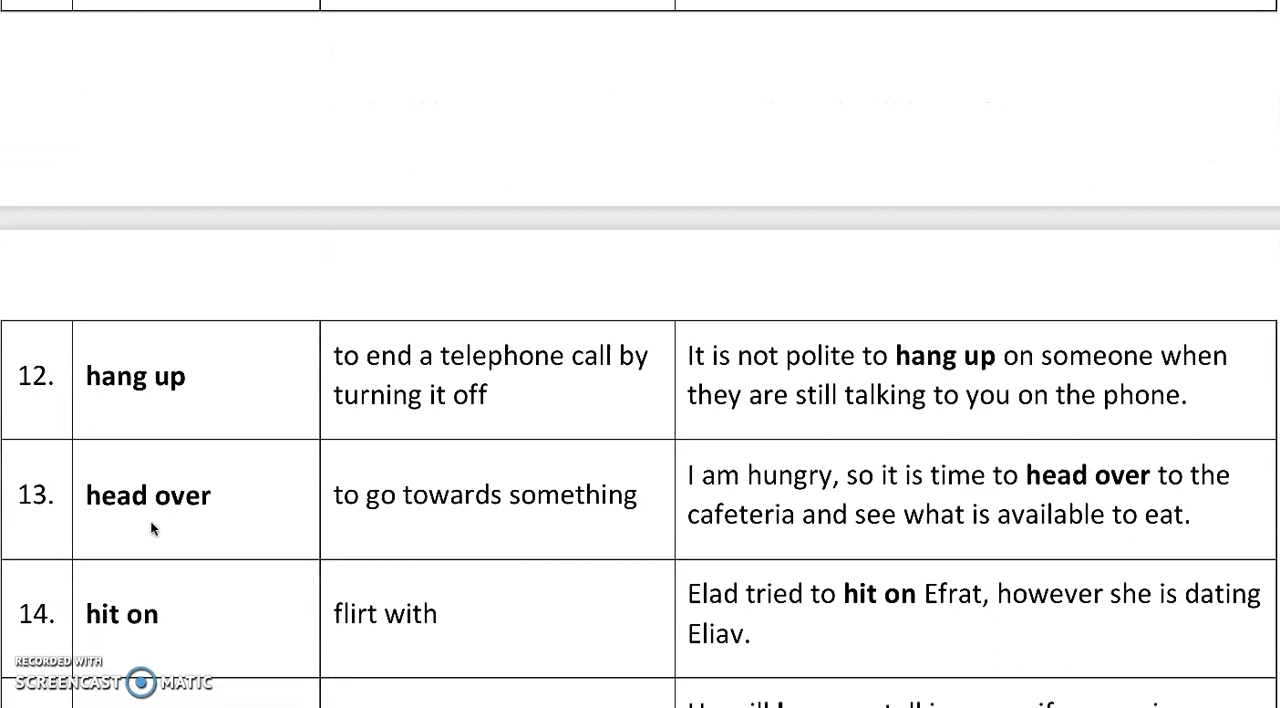 12.
hang up
to end a telephone call by
turning it off
It is not polite to hang up on someone when
they are still talking to you on the phone.
13.
head over
to go towards something
I am hungry, so it is time to head over to the
cafeteria and see what is available to eat.
14.
hit on
flirt with
Elad tried to hit on Efrat, however she is dating
Eliav.
RECORDED WITH
SCREENCAST MATIC